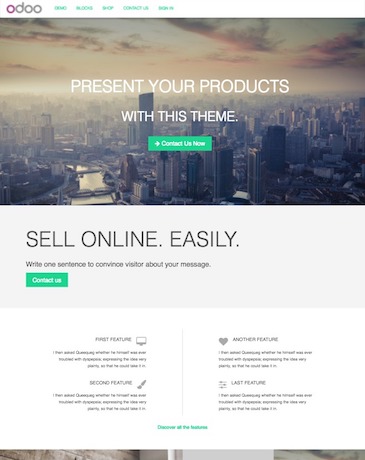 odoo DEMO BLOCKS SHOP CONTACT US SIGN IN
PRESENT YOUR PRODUCTS
WITH THIS THEME.
Contact Us Now
SELL ONLINE. EASILY.
Write one sentence to convince visitor about your message.
Contact us
FIRST FEATURE
I then asked Queequeg whether he himself was ever
troubled with dyspepsia; expressing the idea very
plainly, so that he could take it in.
ANOTHER FEATURE
I then asked Queequeg whether he himself was ever
troubled with dyspepsia; expressing the idea very
plainly, so that he could take it in.
SECOND FEATURE
I then asked Queequeg whether he himself was ever
troubled with dyspepsia; expressing the idea very
plainly, so that he could take it in.
LAST FEATURE
I then asked Queequeg whether he himself was ever
troubled with dyspepsia; expressing the idea very
plainly, so that he could take it in.
Discover all the features